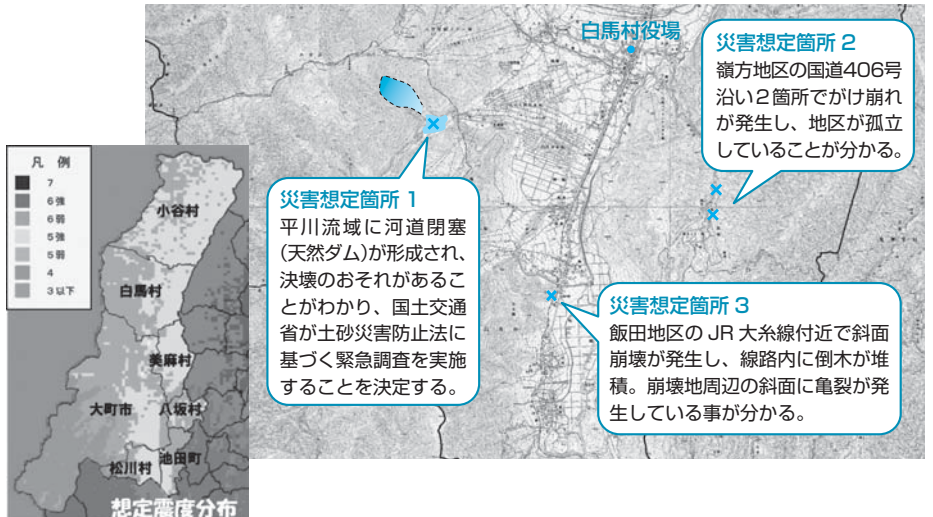 白馬村役場
災害想定箇所 2
嶺方地区の国道406号
沿い2箇所でがけ崩れ
が発生し、地区が孤立
していることが分かる。
災害想定箇所 1
平川流域に河道閉塞
(天然ダム)が形成され、
決壊のおそれがあるこ
とがわかり、国土交通
省が土砂災害防止法に
基づく緊急調査を実施
することを決定する。
災害想定箇所 3
飯田地区の JR 大糸線付近で斜面
崩壊が発生し、線路内に倒木が堆
積。崩壊地周辺の斜面に亀裂が発
生している事が分かる。
凡 例
7
6強
6弱
5強
5弱
4
3以下
小谷村
白馬村
美麻村
大町市
八坂村
池田町
松川村
想定震度分布